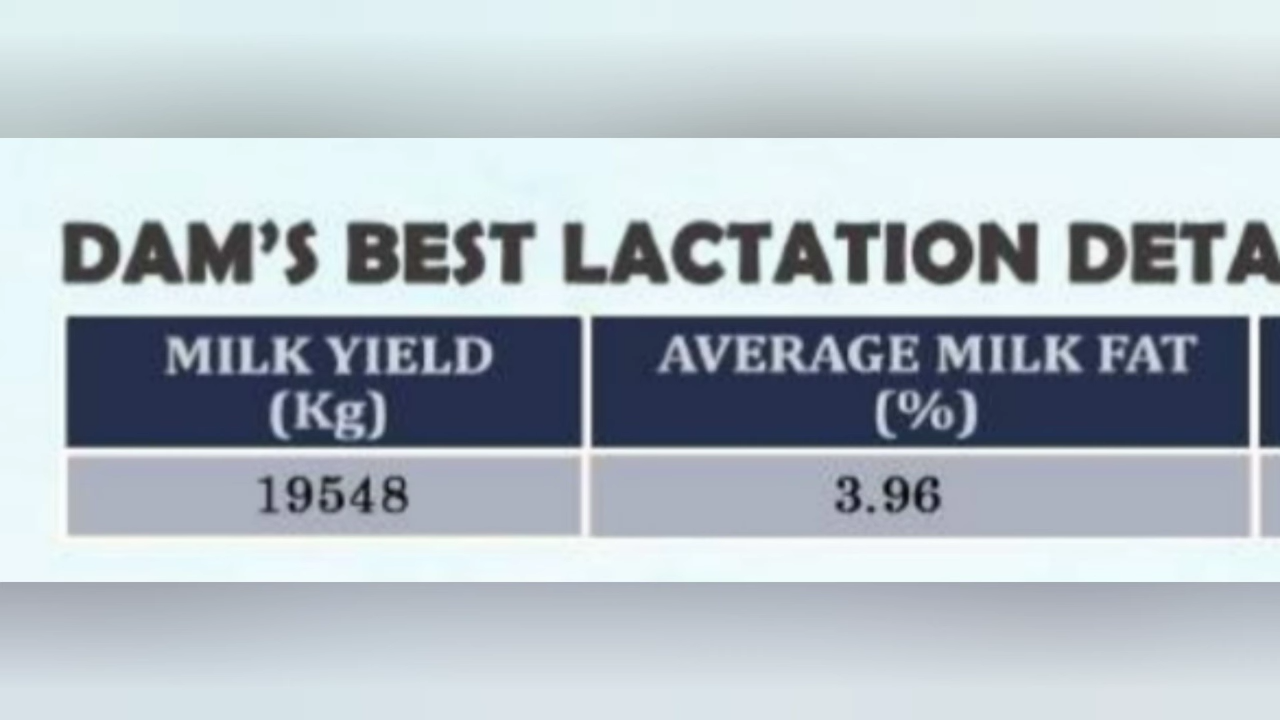 DAM'S BEST LACTATION DETA
MILK YIELD
(Kg)
AVERAGE MILK FAT
(%)
19548
3.96